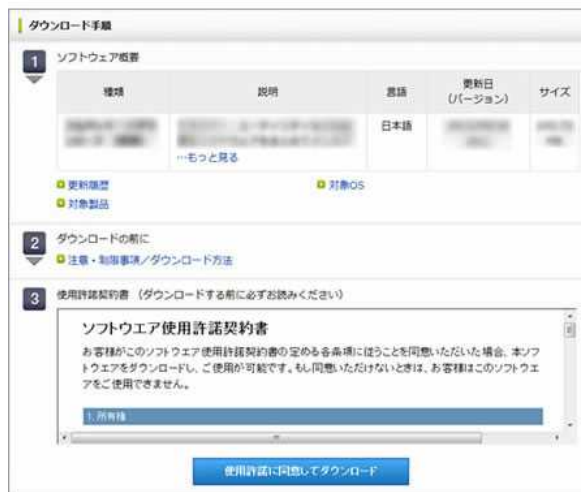 ダウンロード手順
1 ソフトウェア概要
種類 説明 言語 更新日 サイズ
(バージョン)
日本語
…もっと見る
更新履歴 対象OS
対象製品
2 ダウンロードの前に
注意・制限事項/ダウンロード方法
3 使用許諾契約書 (ダウンロードする前に必ずお読みください)
ソフトウエア使用許諾契約書
お客様がこのソフトウエア使用許諾契約書の定める各条項に従うことを同意いただいた場合、本ソフ
トウエアをダウンロードし、ご使用が可能です。もし同意いただけないときは、お客様はこのソフトウエ
アをご使用できません。
1. 所有権
使用許諾に同意してダウンロード